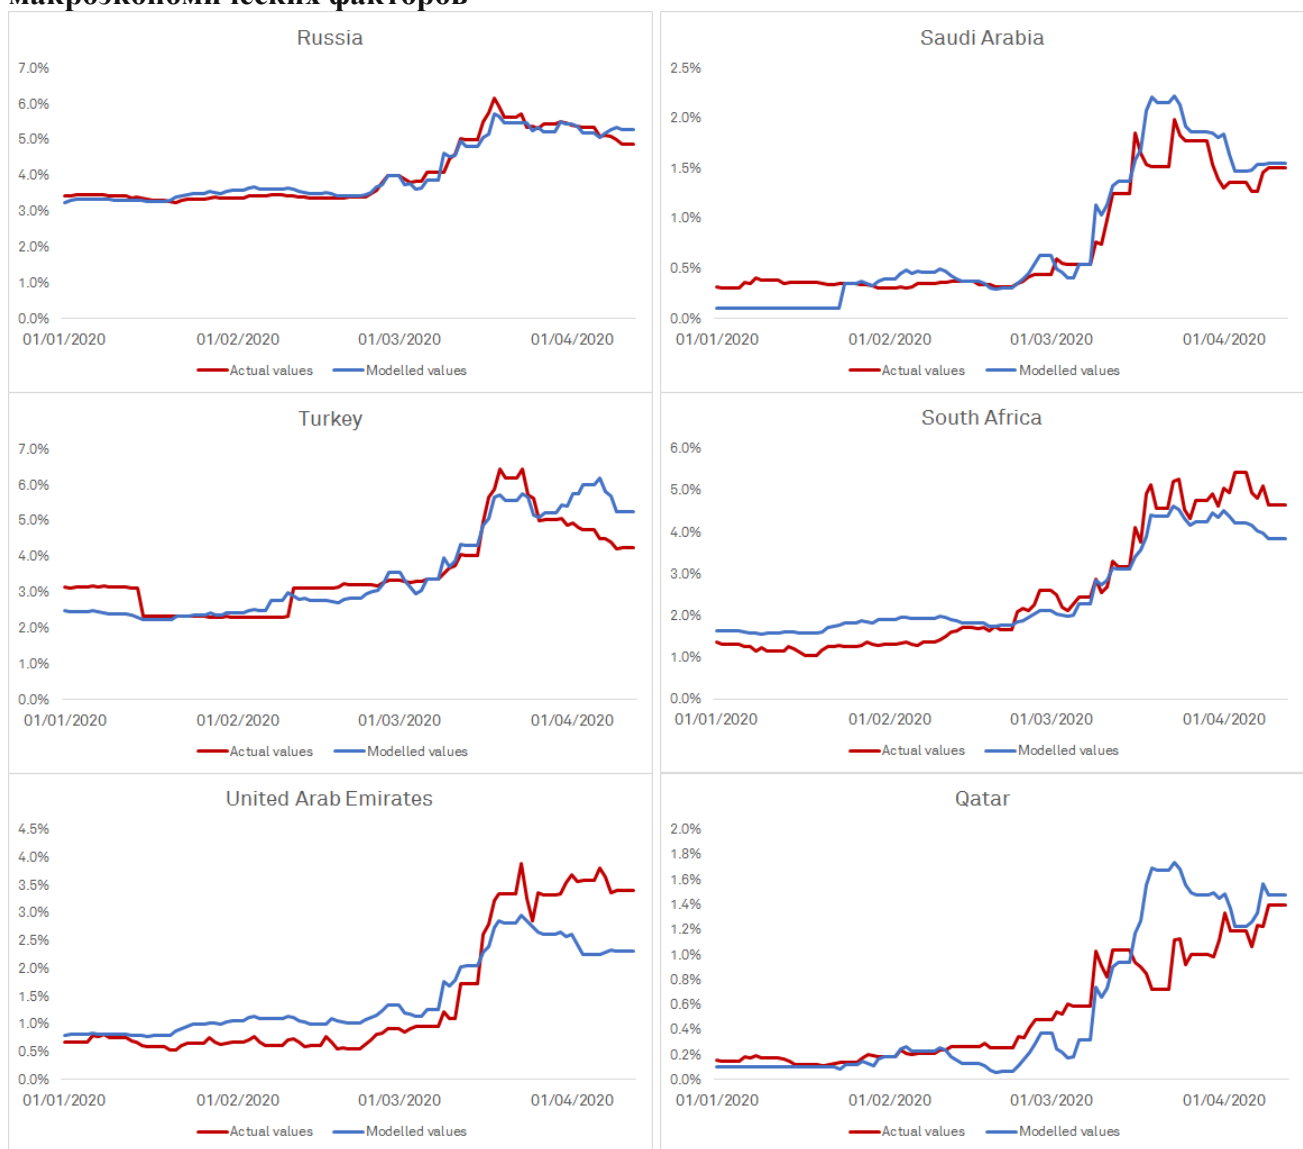 макроэкономических факторов
Russia
7.0%
6.0%
5.0%
4.0%
3.0%
2.0%
1.0%
0.0%
01/01/2020 01/02/2020 01/03/2020 01/04/2020
Actual values Modelled values
Saudi Arabia
2.5%
2.0%
1.5%
1.0%
0.5%
0.0%
01/01/2020 01/02/2020 01/03/2020 01/04/2020
Actual values Modelled values
Turkey
7.0%
6.0%
5.0%
4.0%
3.0%
2.0%
1.0%
0.0%
01/01/2020 01/02/2020 01/03/2020 01/04/2020
Actual values Modelled values
South Africa
6.0%
5.0%
4.0%
3.0%
2.0%
1.0%
0.0%
01/01/2020 01/02/2020 01/03/2020 01/04/2020
Actual values Modelled values
United Arab Emirates
4.5%
4.0%
3.5%
3.0%
2.5%
2.0%
1.5%
1.0%
0.5%
0.0%
01/01/2020 01/02/2020 01/03/2020 01/04/2020
Actual values Modelled values
Qatar
2.0%
1.8%
1.6%
1.4%
1.2%
1.0%
0.8%
0.6%
0.4%
0.2%
0.0%
01/01/2020 01/02/2020 01/03/2020 01/04/2020
Actual values Modelled values